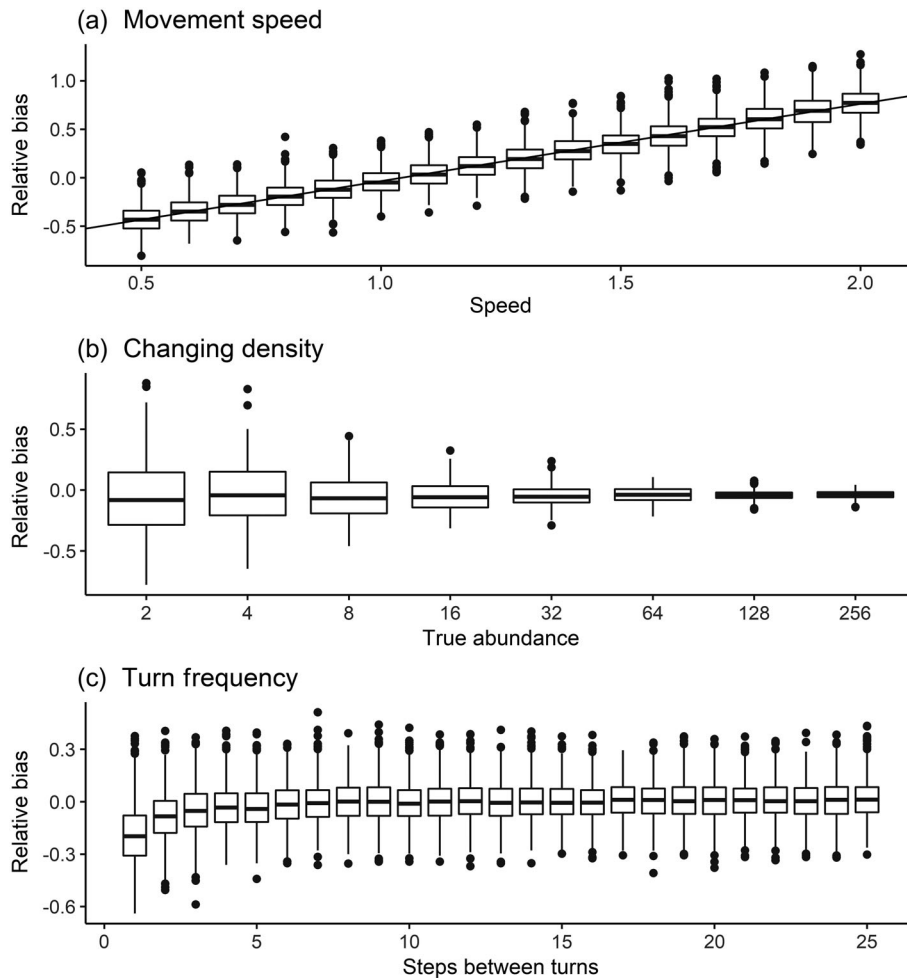 (a) Movement speed
Relative bias
1.0
0.5
0.0
-0.5
0.5 1.0 1.5 2.0
Speed
(b) Changing density
Relative bias
0.5
0.0
-0.5
2 4 8 16 32 64 128 256
True abundance
(c) Turn frequency
Relative bias
0.3
0.0
-0.3
-0.6
0 5 10 15 20 25
Steps between turns